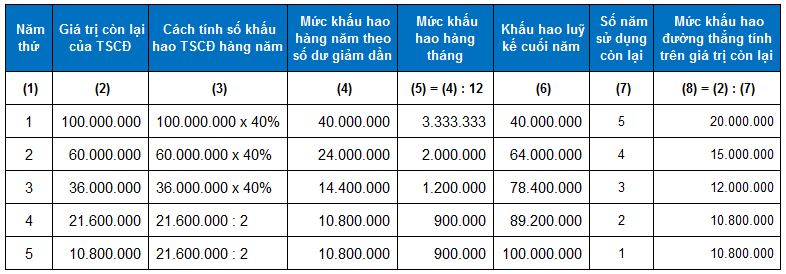 Năm thứ | Giá trị còn lại của TSCĐ | Cách tính số khấu hao TSCĐ hàng năm | Mức khấu hao hàng năm theo số dư giảm dần | Mức khấu hao hàng tháng | Khấu hao luỹ kế cuối năm | Số năm sử dụng còn lại | Mức khấu hao đường thẳng tính trên giá trị còn lại
(1) | (2) | (3) | (4) | (5) = (4) : 12 | (6) | (7) | (8) = (2) : (7)
1 | 100.000.000 | 100.000.000 x 40% | 40.000.000 | 3.333.333 | 40.000.000 | 5 | 20.000.000
2 | 60.000.000 | 60.000.000 x 40% | 24.000.000 | 2.000.000 | 64.000.000 | 4 | 15.000.000
3 | 36.000.000 | 36.000.000 x 40% | 14.400.000 | 1.200.000 | 78.400.000 | 3 | 12.000.000
4 | 21.600.000 | 21.600.000 : 2 | 10.800.000 | 900.000 | 89.200.000 | 2 | 10.800.000
5 | 10.800.000 | 21.600.000 : 2 | 10.800.000 | 900.000 | 100.000.000 | 1 | 10.800.000